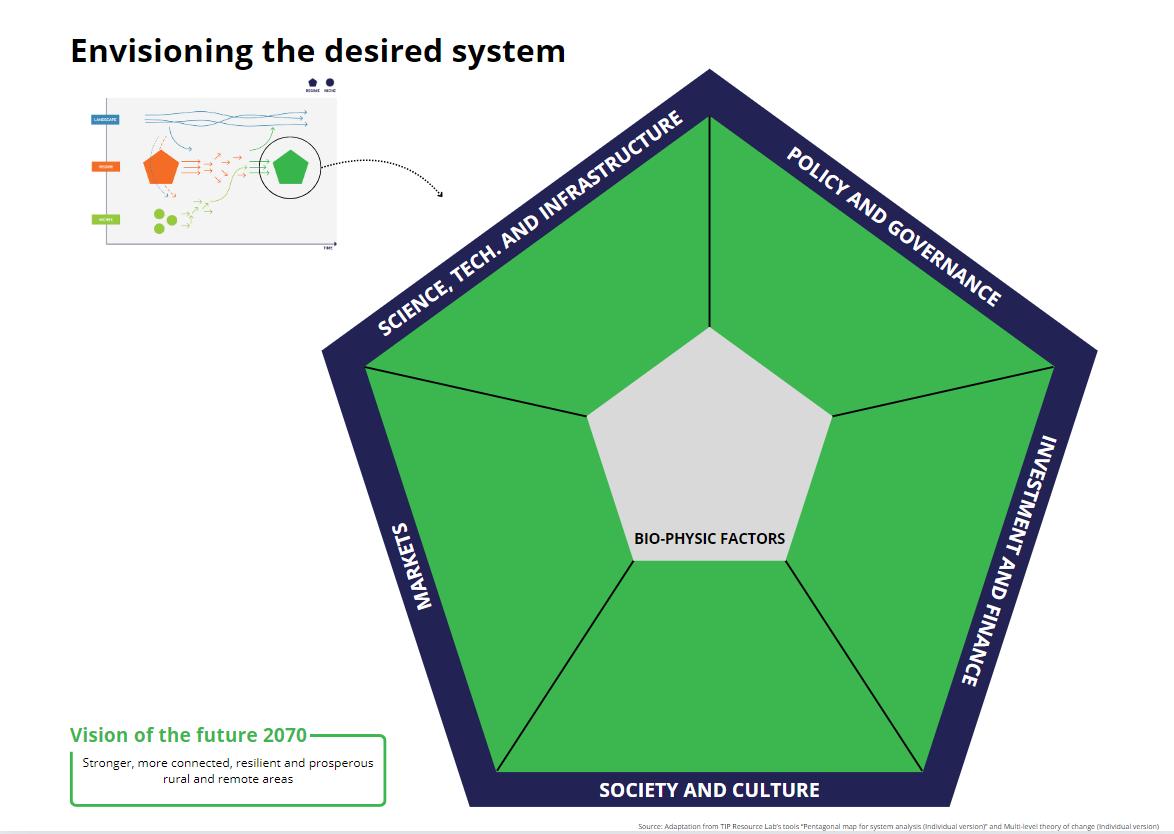 Envisioning the desired system
REGIME NICHE
LANDSCAPE
REGIME
NICHES
TIME
SCIENCE, TECH. AND INFRASTRUCTURE
POLICY AND GOVERNANCE
MARKETS
INVESTMENT AND FINANCE
BIO-PHYSIC FACTORS
SOCIETY AND CULTURE
Vision of the future 2070
Stronger, more connected, resilient and prosperous
rural and remote areas
Source: Adaptation from TIP Resource Lab's tools "Pentagonal map for system analysis (Individual version)" and Multi-level theory of change (Individual version)